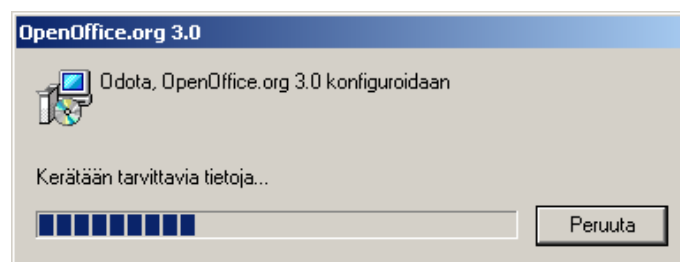 OpenOffice.org 3.0
Odota, OpenOffice.org 3.0 konfiguroidaan
Kerätään tarvittavia tietoja...
Peruuta